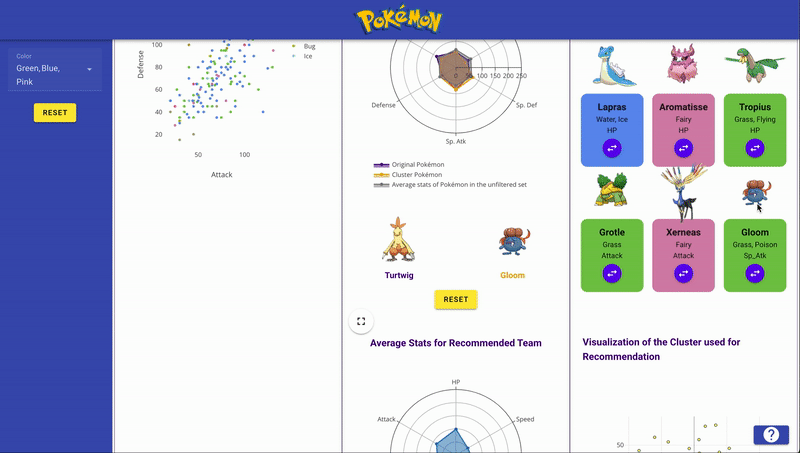 POKéMON
Color
Green, Blue,
Pink
RESET
Defense
100
80
60
40
20
50
100
Attack
Bug
Ice
0
50
100
150
200
250
Defense
Sp. Def
Sp. Atk
Original Pokémon
Cluster Pokémon
Average stats of Pokémon in the unfiltered set
Turtwig
Gloom
RESET
Average Stats for Recommended Team
HP
Attack
Speed
Lapras
Water, Ice
HP
Aromatisse
Fairy
HP
Tropius
Grass, Flying
HP
Grotle
Grass
Attack
Xerneas
Fairy
Attack
Gloom
Grass, Poison
Sp_Atk
Visualization of the Cluster used for
Recommendation
50
?